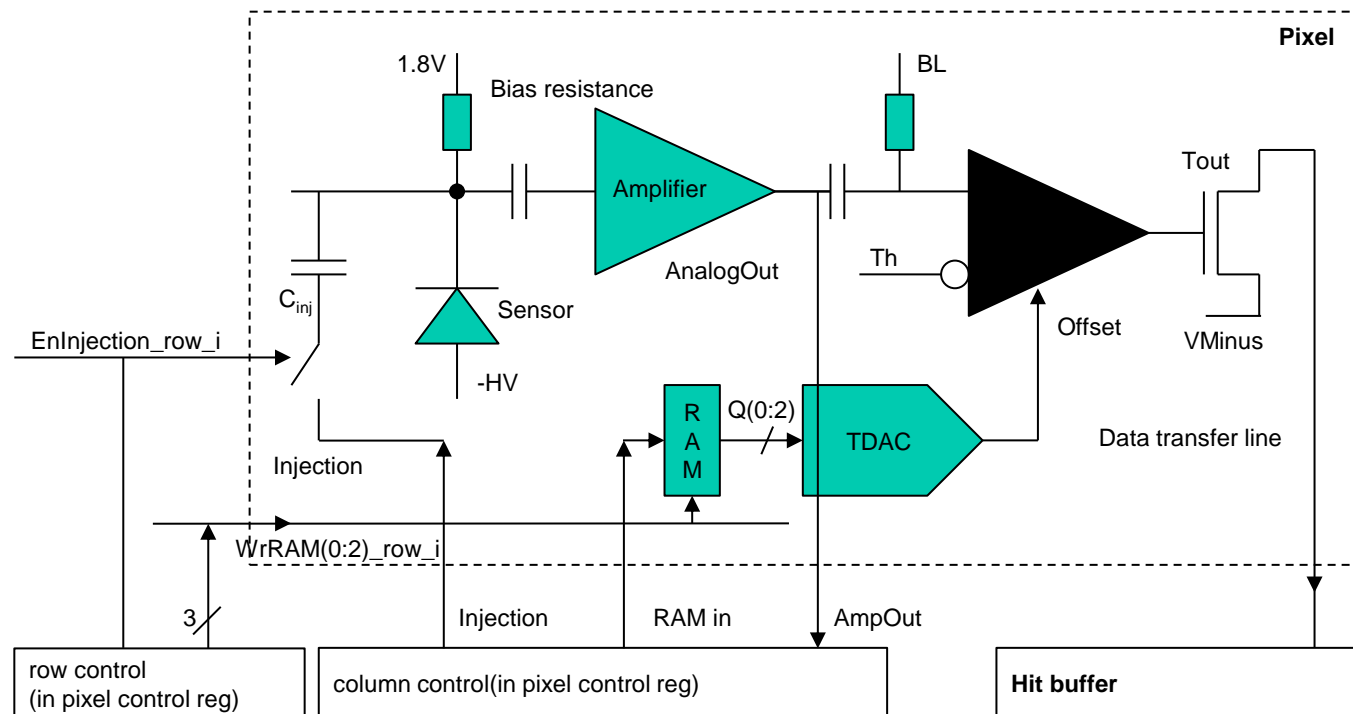 Pixel
1.8V
BL
Bias resistance
Tout
Amplifier
Th
AnalogOut
C_inj
Sensor
Offset
EnInjection_row_i
VMinus
-HV
R
A
M
Q(0:2)
TDAC
Data transfer line
Injection
WrRAM(0:2)_row_i
3
Injection
RAM in
AmpOut
row control
(in pixel control reg)
column control(in pixel control reg)
Hit buffer